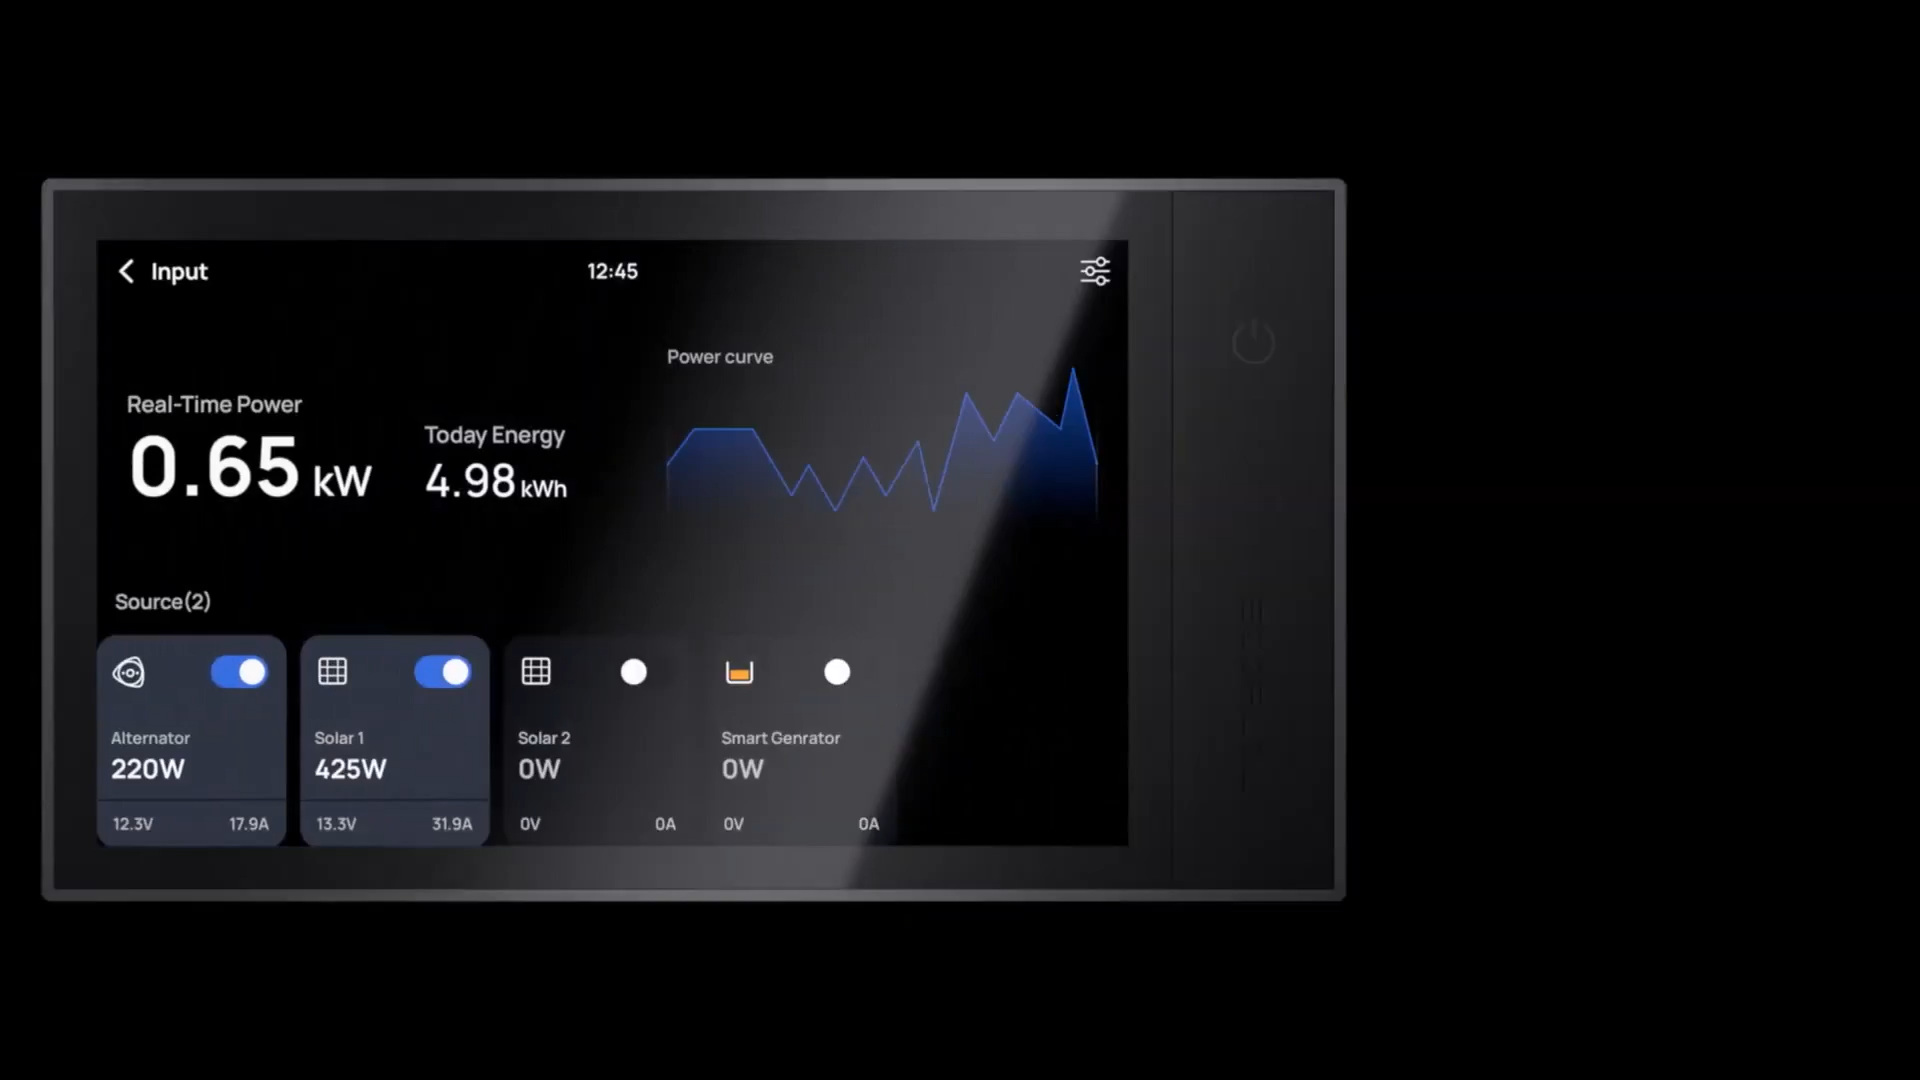 Input
12:45
Power curve
Real-Time Power
0.65 kW
Today Energy
4.98 kWh
Source(2)
Alternator
220W
12.3V 17.9A
Solar 1
425W
13.3V 31.9A
Solar 2
0W
0V 0A
Smart Genrator
0W
0V 0A